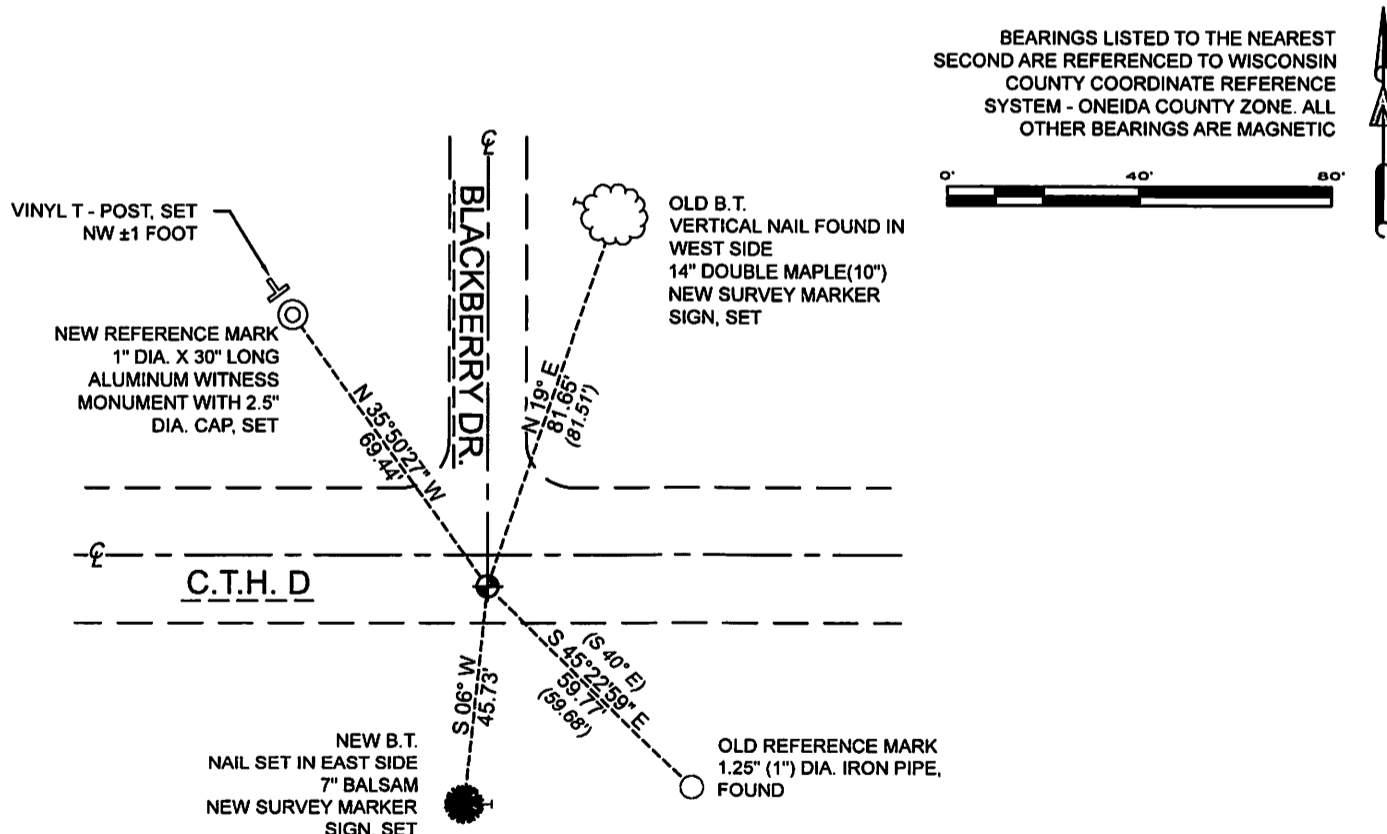 BEARINGS LISTED TO THE NEAREST
SECOND ARE REFERENCED TO WISCONSIN
COUNTY COORDINATE REFERENCE
SYSTEM - ONEIDA COUNTY ZONE. ALL
OTHER BEARINGS ARE MAGNETIC
0'
40'
80'
VINYL T - POST, SET
NW ±1 FOOT
NEW REFERENCE MARK
1" DIA. X 30" LONG
ALUMINUM WITNESS
MONUMENT WITH 2.5"
DIA. CAP, SET
BLACKBERRY DR.
OLD B.T.
VERTICAL NAIL FOUND IN
WEST SIDE
14" DOUBLE MAPLE(10")
NEW SURVEY MARKER
SIGN, SET
N 35°50'27" W
69.44'
N 19° E
81.65'
(81.51')
C.T.H. D
S 06° W
45.73'
(S 40° E)
S 45°22'59" E
59.77'
(59.68')
NEW B.T.
NAIL SET IN EAST SIDE
7" BALSAM
NEW SURVEY MARKER
SIGN, SET
OLD REFERENCE MARK
1.25" (1") DIA. IRON PIPE,
FOUND